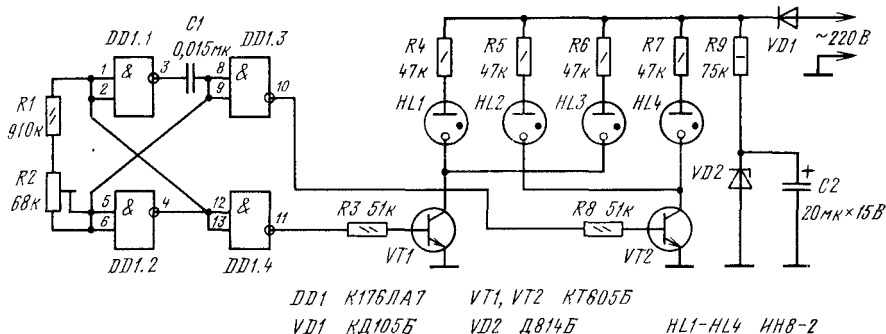 DD1.1
C1
0,015мк
DD1.3
R4
47к
R5
47к
R6
47к
R7
47к
R9
75к
VD1
~220В
1
2
&
3
8
9
&
10
R1
910к
HL1
HL2
HL3
HL4
R2
68к
5
6
&
4
12
13
&
11
DD1.2
DD1.4
R3 51к
VT1
R8 51к
VT2
VD2
+
C2
20мк×15В
DD1 К176ЛА7 VT1, VT2 КТ605Б
VD1 КД105Б VD2 Д814Б HL1-HL4 ИН8-2